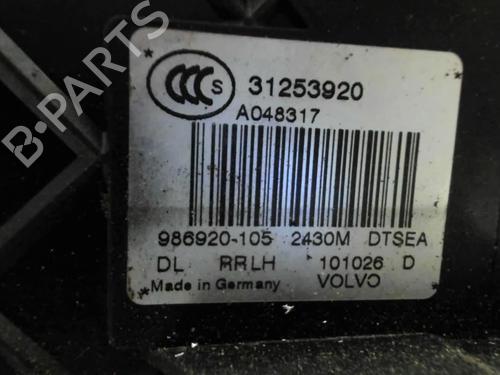 CCC S 31253920
A048317
986920-105 2430M DTSEA
DL RRLH 101026 D
Made in Germany VOLVO
B-PARTS